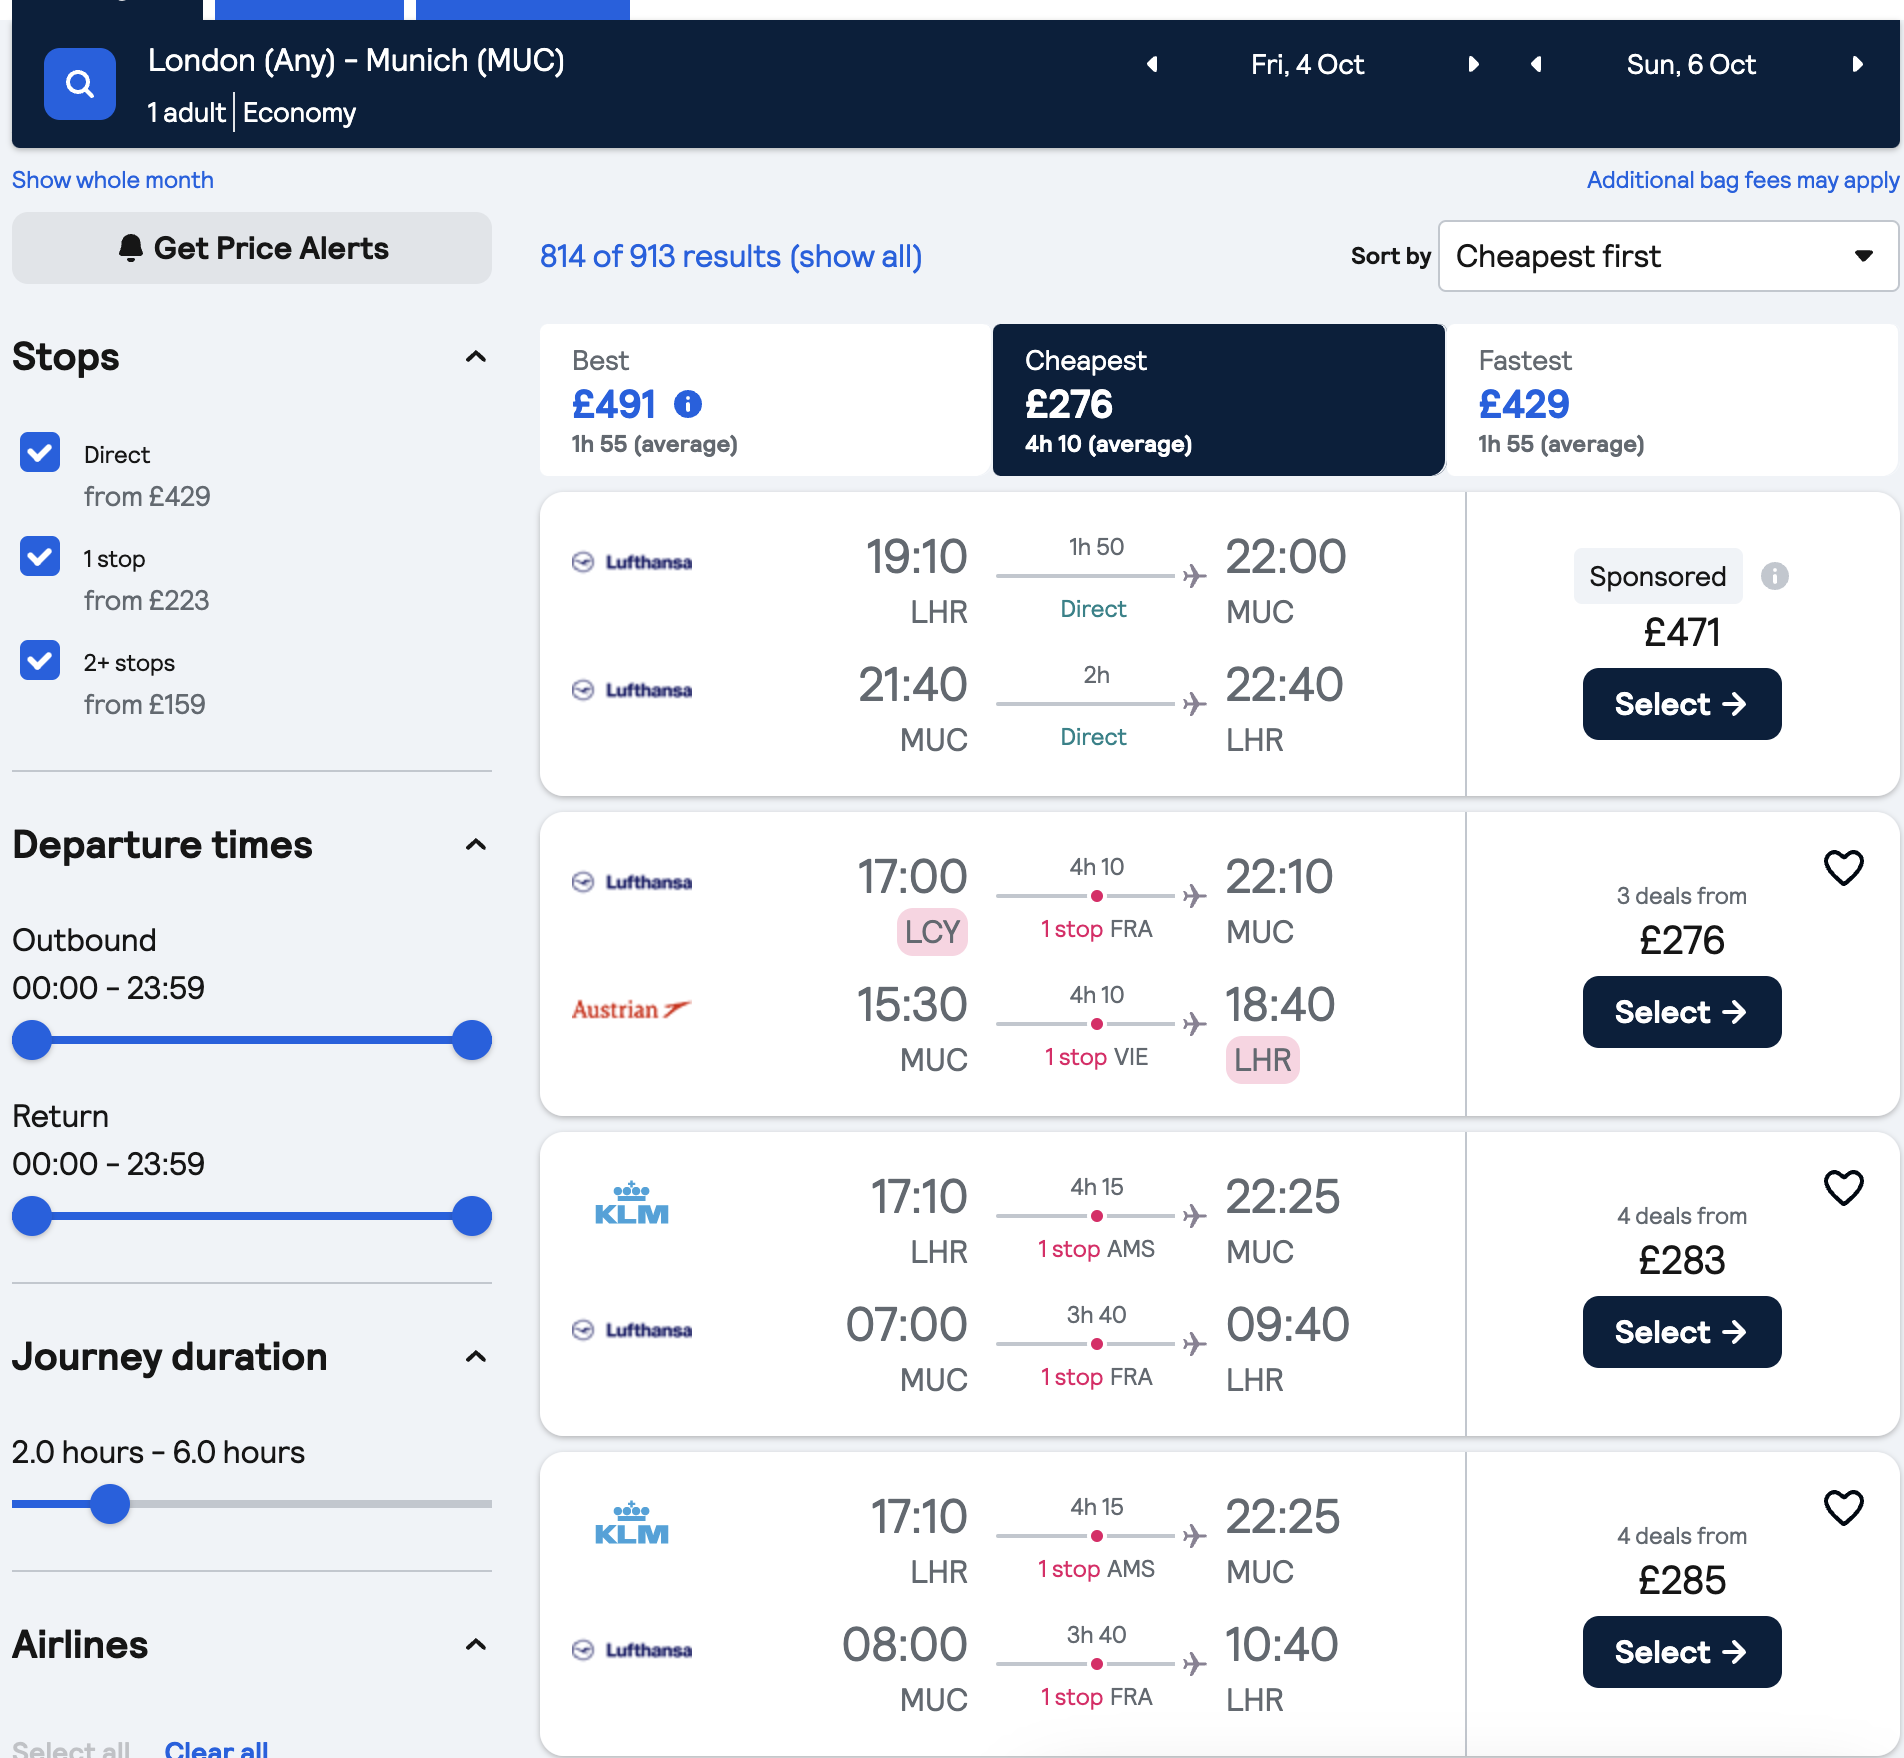 London (Any) – Munich (MUC)
1 adult Economy
Fri, 4 Oct
Sun, 6 Oct
Show whole month
Additional bag fees may apply
Get Price Alerts
814 of 913 results (show all)
Sort by
Cheapest first
Stops
Direct
from £429
1 stop
from £223
2+ stops
from £159
Departure times
Outbound
00:00 – 23:59
Return
00:00 – 23:59
Journey duration
2.0 hours – 6.0 hours
Airlines
Select all Clear all
Best
£491
1h 55 (average)
Cheapest
£276
4h 10 (average)
Fastest
£429
1h 55 (average)
Lufthansa
19:10
LHR
1h 50
Direct
22:00
MUC
Lufthansa
21:40
MUC
2h
Direct
22:40
LHR
Sponsored
£471
Select →
Lufthansa
17:00
LCY
4h 10
1 stop FRA
22:10
MUC
Austrian
15:30
MUC
4h 10
1 stop VIE
18:40
LHR
3 deals from
£276
Select →
KLM
17:10
LHR
4h 15
1 stop AMS
22:25
MUC
Lufthansa
07:00
MUC
3h 40
1 stop FRA
09:40
LHR
4 deals from
£283
Select →
KLM
17:10
LHR
4h 15
1 stop AMS
22:25
MUC
Lufthansa
08:00
MUC
3h 40
1 stop FRA
10:40
LHR
4 deals from
£285
Select →